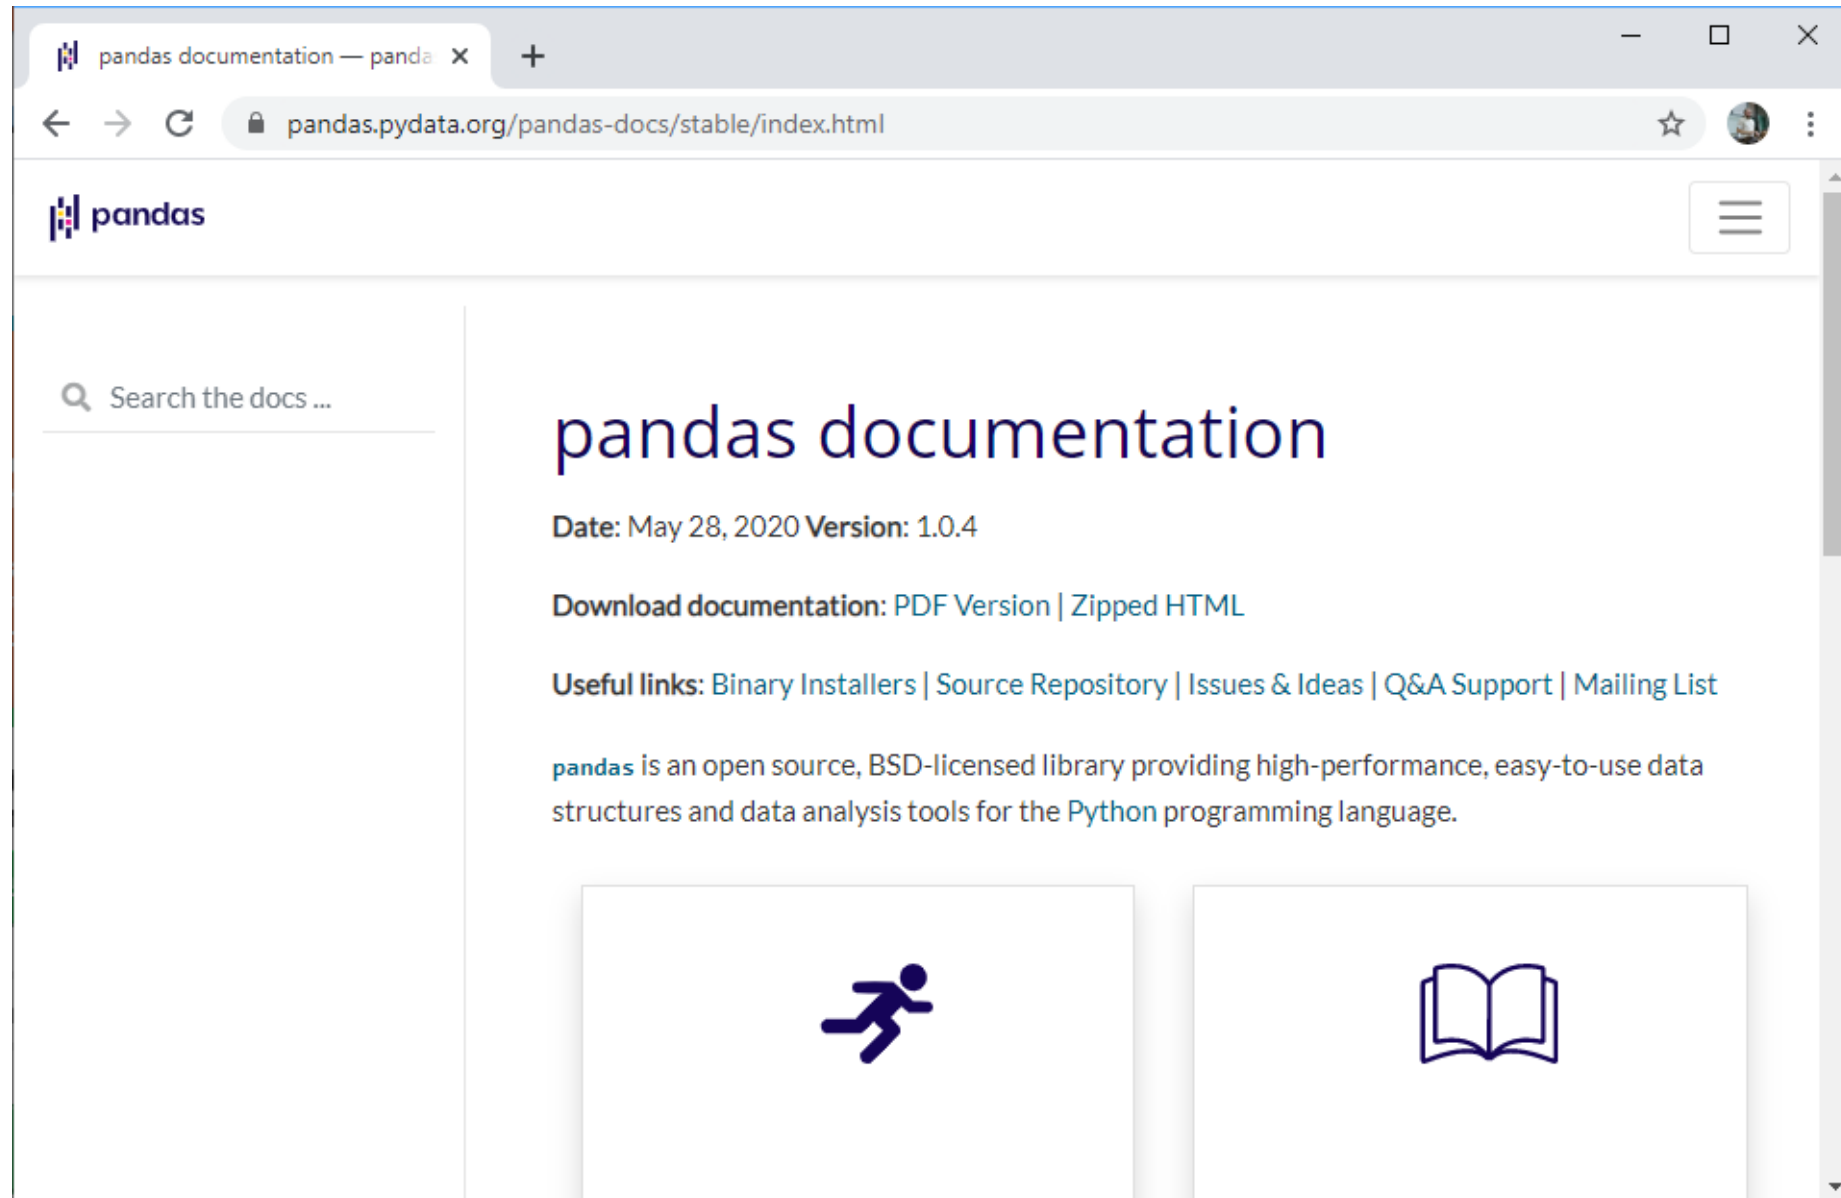 pandas documentation — panda
pandas.pydata.org/pandas-docs/stable/index.html
pandas
Search the docs ...
pandas documentation
Date: May 28, 2020 Version: 1.0.4
Download documentation: PDF Version | Zipped HTML
Useful links: Binary Installers | Source Repository | Issues & Ideas | Q&A Support | Mailing List
pandas is an open source, BSD-licensed library providing high-performance, easy-to-use data
structures and data analysis tools for the Python programming language.